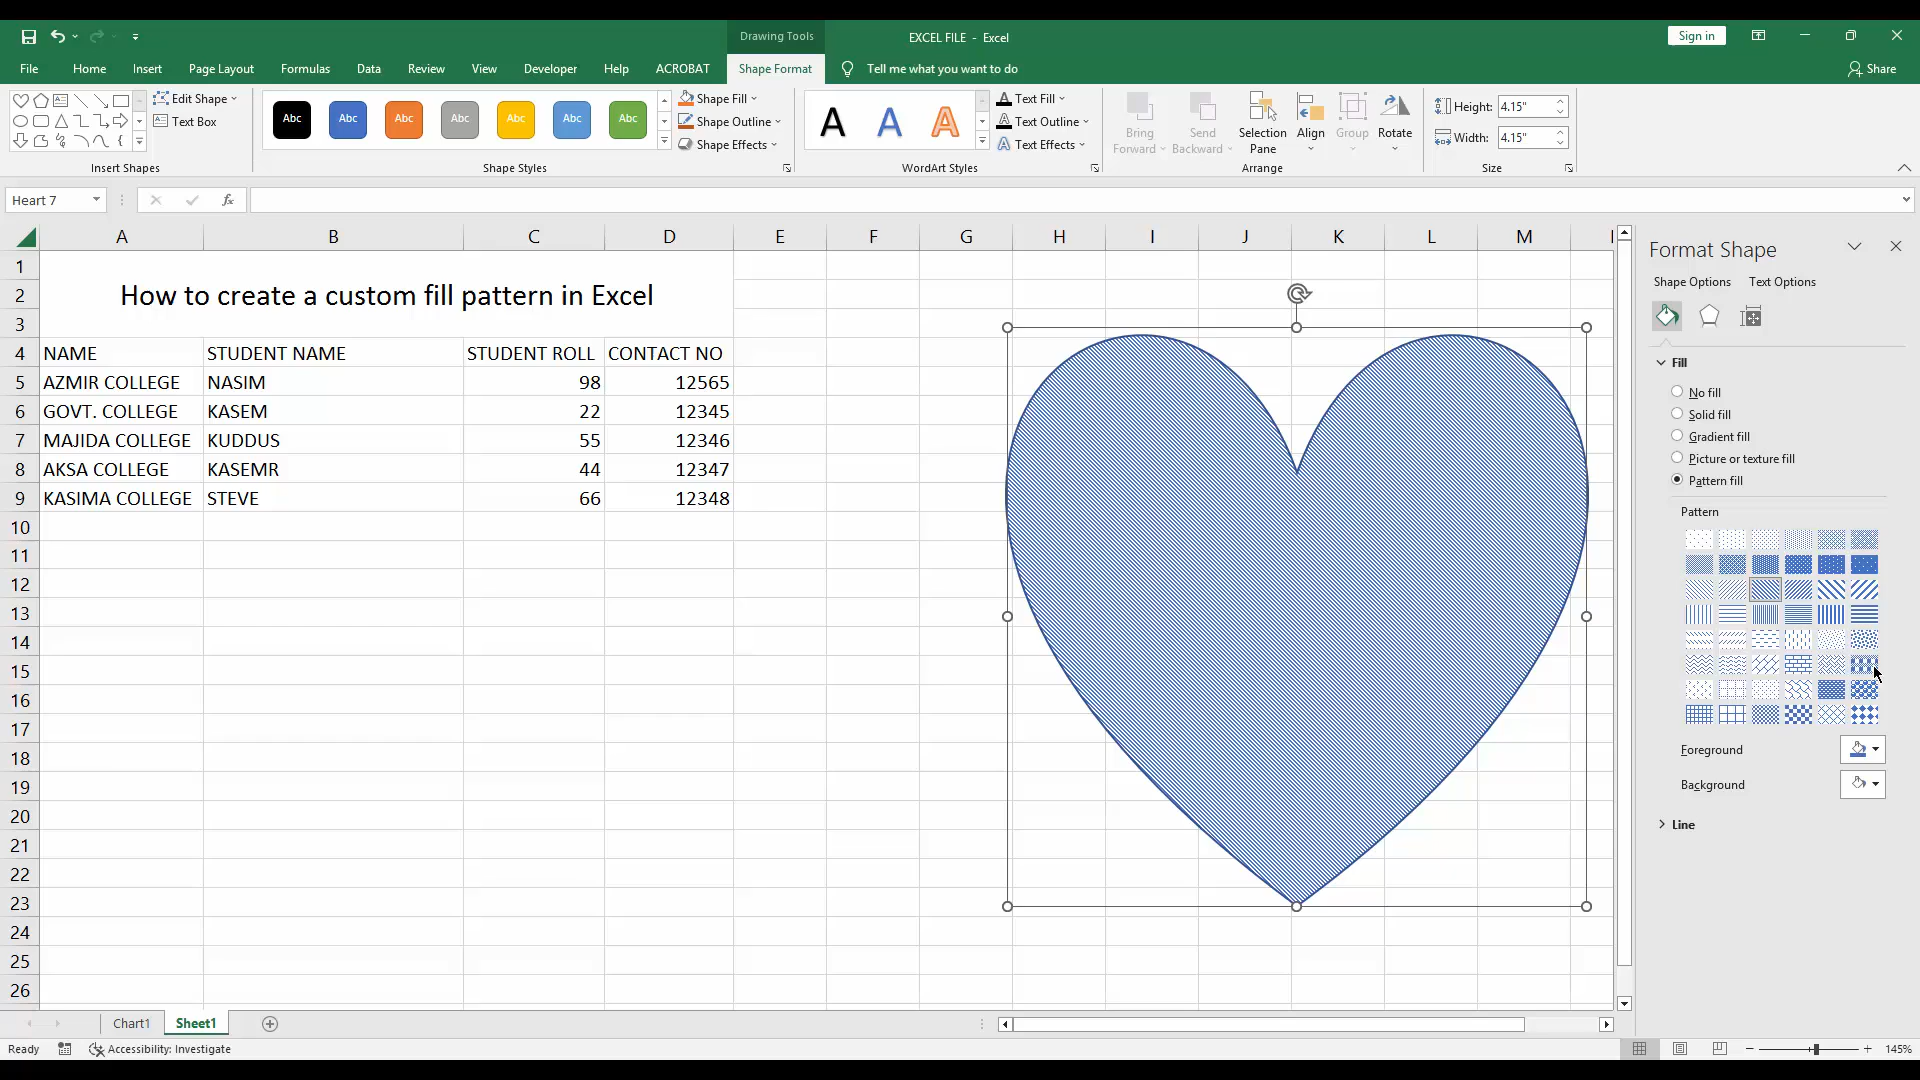 Drawing Tools
EXCEL FILE - Excel
Sign in
File Home Insert Page Layout Formulas Data Review View Developer Help ACROBAT Shape Format Tell me what you want to do Share
Edit Shape
Text Box
Insert Shapes
Abc Abc Abc Abc Abc Abc Abc
Shape Fill
Shape Outline
Shape Effects
Shape Styles
A A A
Text Fill
Text Outline
Text Effects
WordArt Styles
Bring Forward
Send Backward
Selection Pane
Align
Group
Rotate
Arrange
Height: 4.15"
Width: 4.15"
Size
Heart 7
fx
A B C D E F G H I J K L M
1
2 How to create a custom fill pattern in Excel
3
4 NAME STUDENT NAME STUDENT ROLL CONTACT NO
5 AZMIR COLLEGE NASIM 98 12565
6 GOVT. COLLEGE KASEM 22 12345
7 MAJIDA COLLEGE KUDDUS 55 12346
8 AKSA COLLEGE KASEMR 44 12347
9 KASIMA COLLEGE STEVE 66 12348
10
11
12
13
14
15
16
17
18
19
20
21
22
23
24
25
26
Format Shape
Shape Options Text Options
Fill
No fill
Solid fill
Gradient fill
Picture or texture fill
Pattern fill
Pattern
Foreground
Background
Line
Chart1 Sheet1
Ready Accessibility: Investigate 145%